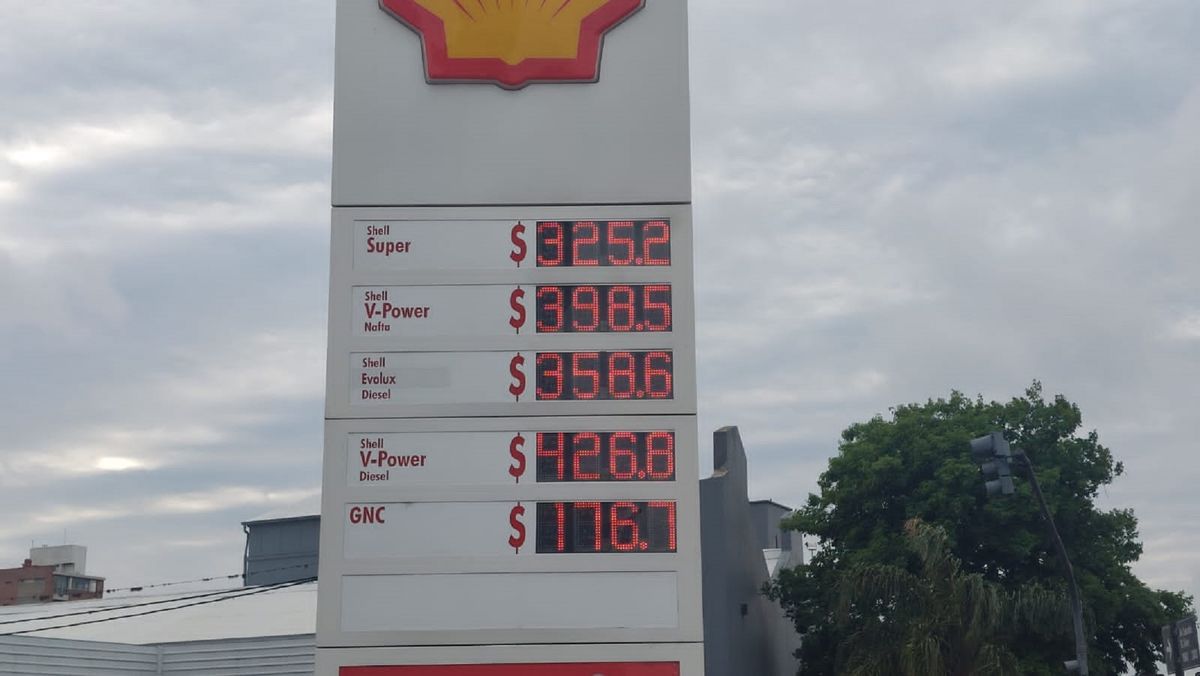 Shell
Super $ 325.2
Shell
V-Power $ 398.5
Nafta
Shell
Evolux $ 358.6
Diesel
Shell
V-Power $ 426.8
Diesel
GNC $ 176.7